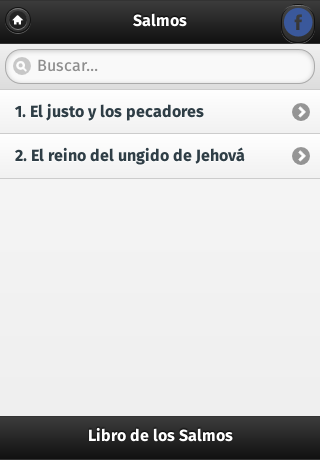 Salmos
f
Buscar...
1. El justo y los pecadores
2. El reino del ungido de Jehová
Libro de los Salmos